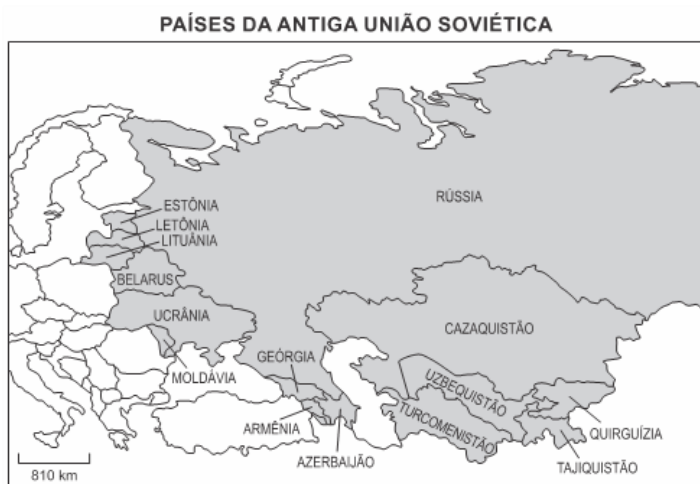 PAÍSES DA ANTIGA UNIÃO SOVIÉTICA
RÚSSIA
ESTÔNIA
LETÔNIA
LITUÂNIA
BELARUS
UCRÂNIA
CAZAQUISTÃO
GEÓRGIA
MOLDÁVIA
UZBEQUISTÃO
TURCOMENISTÃO
ARMÊNIA
QUIRGUÍZIA
AZERBAIJÃO
TAJIQUISTÃO
810 km